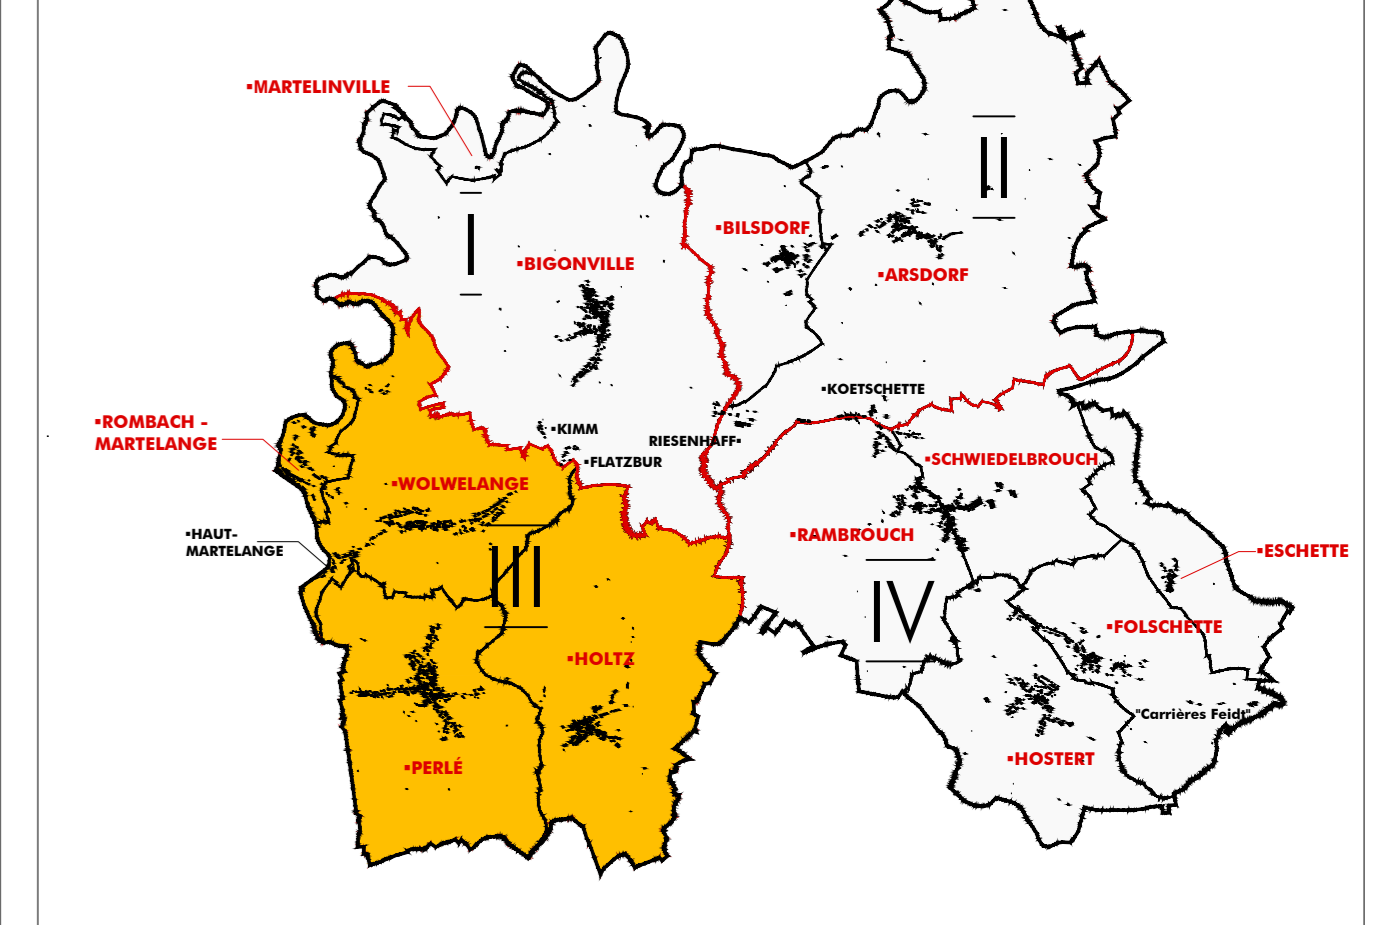 ▪MARTELINVILLE
II
I
▪BILSDORF
▪BIGONVILLE
▪ARSDORF
▪KOETSCHETTE
▪ROMBACH -
MARTELANGE
▪KIMM
RIESENHAFF▪
▪FLATZBUR
▪SCHWIEDELBROUCH
▪WOLWELANGE
▪HAUT-
MARTELANGE
▪RAMBROUCH
▪ESCHETTE
III
IV
▪FOLSCHETTE
▪HOLTZ
"Carrières Feidt"
▪HOSTERT
▪PERLÉ